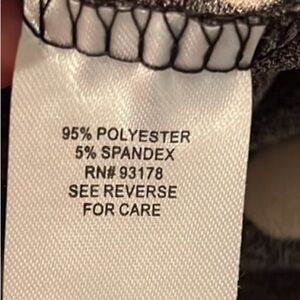 95% POLYESTER
5% SPANDEX
RN# 93178
SEE REVERSE
FOR CARE